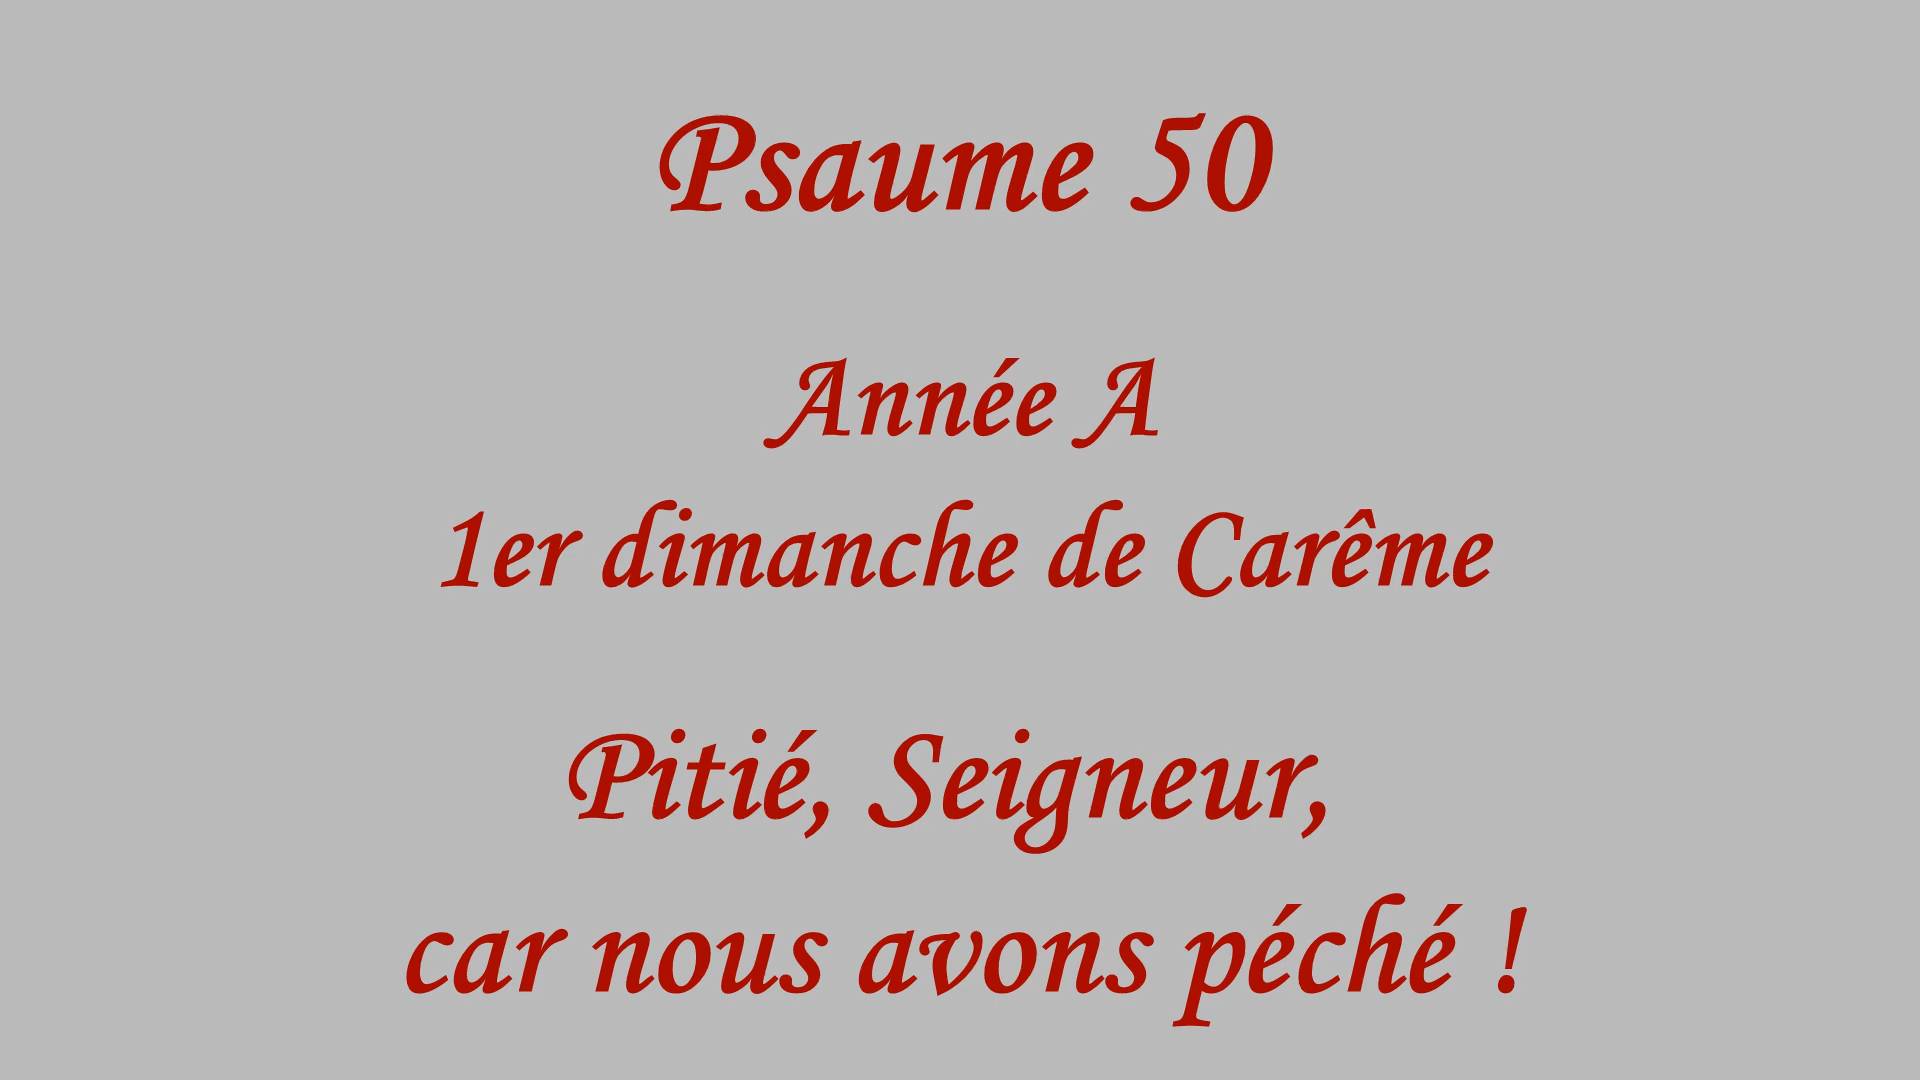 Psaume 50
Année A
1er dimanche de Carême
Pitié, Seigneur,
car nous avons péché !